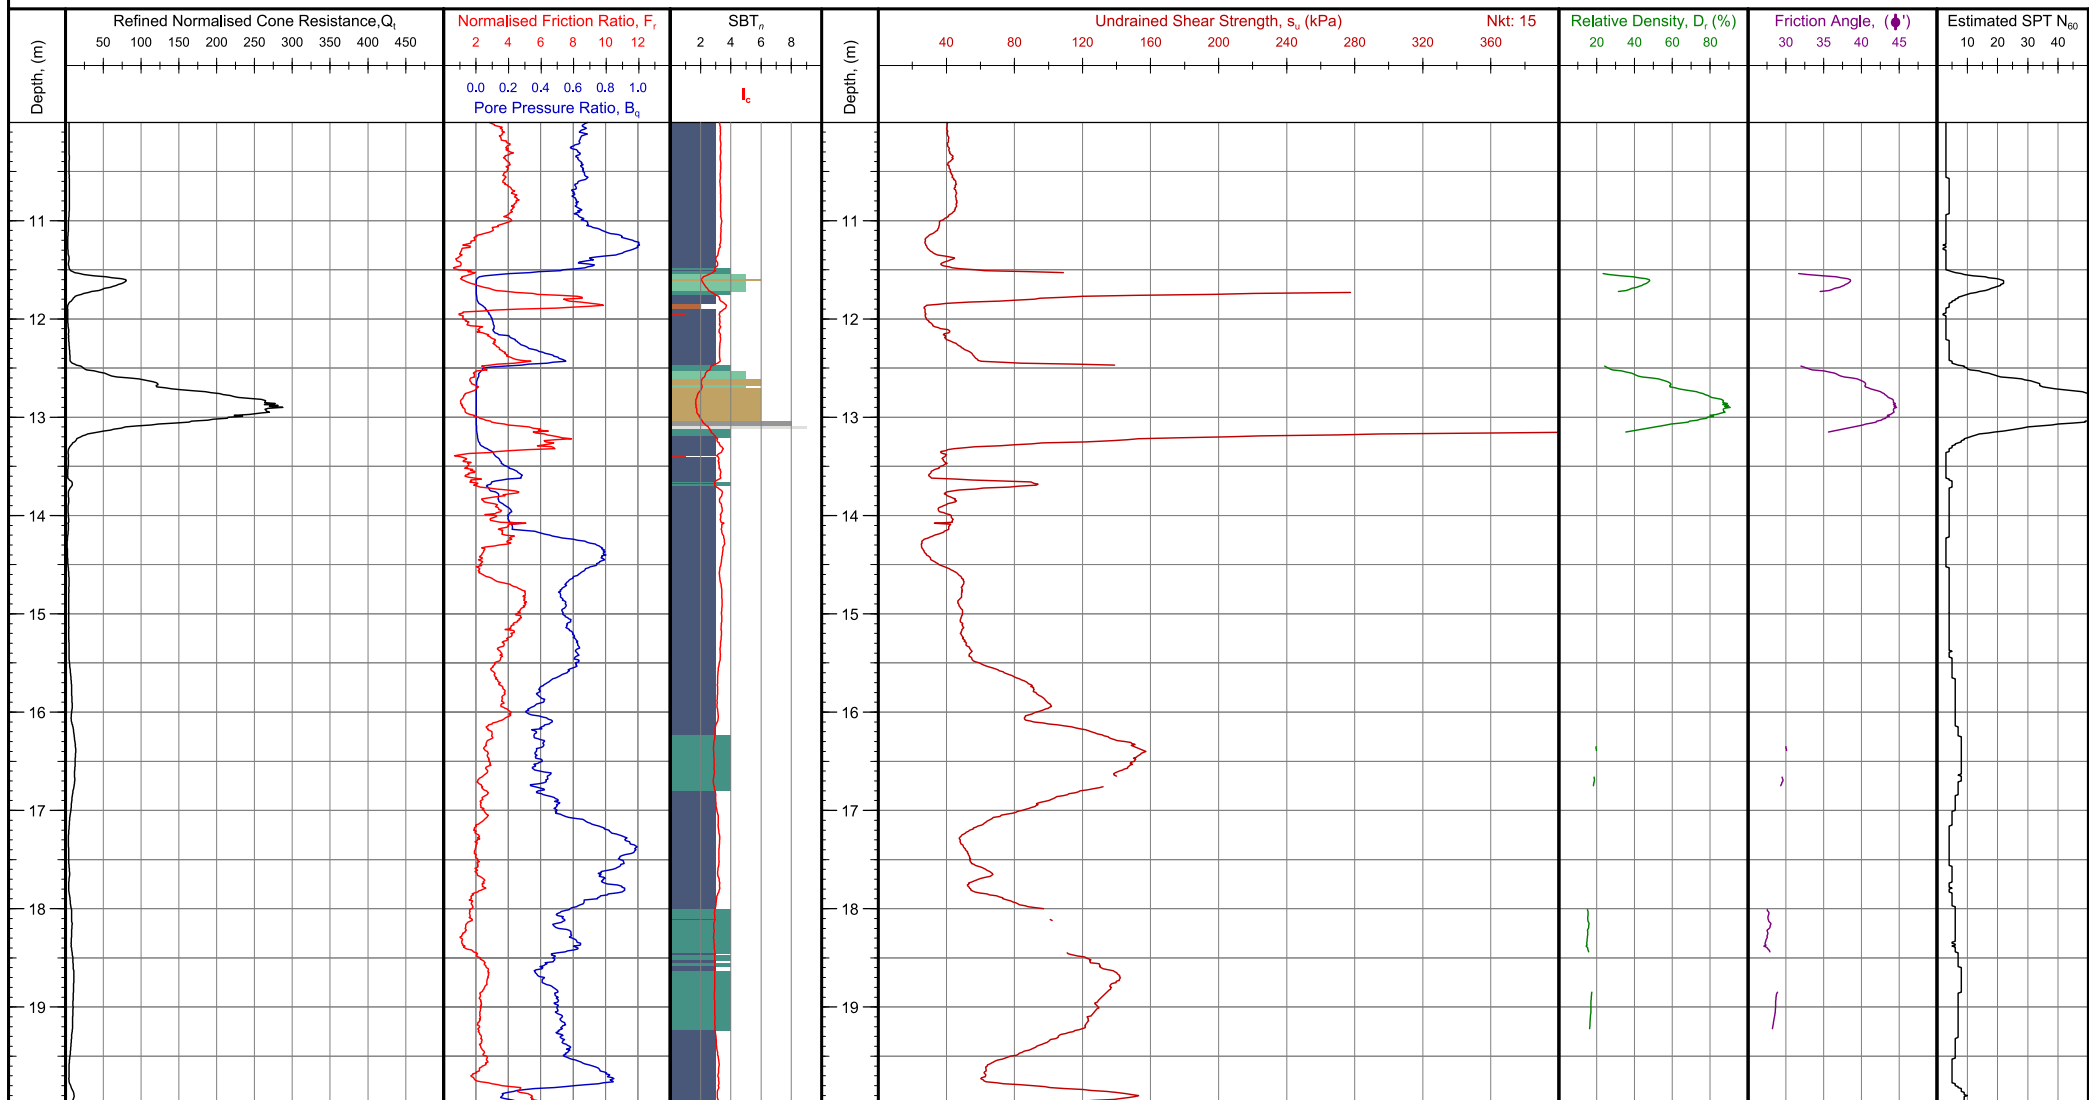 Refined Normalised Cone Resistance,Qt
Normalised Friction Ratio, Fr
SBTn
Undrained Shear Strength, su (kPa)
Nkt: 15
Relative Density, Dr (%)
Friction Angle, (ϕ')
Estimated SPT N60
50 100 150 200 250 300 350 400 450
2 4 6 8 10 12
2 4 6 8
40 80 120 160 200 240 280 320 360
20 40 60 80
30 35 40 45
10 20 30 40
Depth, (m)
Depth, (m)
0.0 0.2 0.4 0.6 0.8 1.0
Pore Pressure Ratio, Bq
Ic
11 11
12 12
13 13
14 14
15 15
16 16
17 17
18 18
19 19